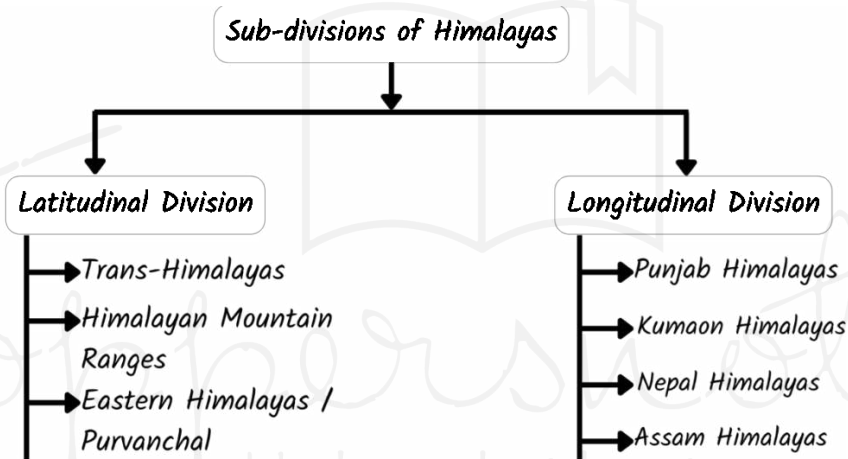 Sub-divisions of Himalayas
Latitudinal Division
Trans-Himalayas
Himalayan Mountain
Ranges
Eastern Himalayas /
Purvanchal
Longitudinal Division
Punjab Himalayas
Kumaon Himalayas
Nepal Himalayas
Assam Himalayas